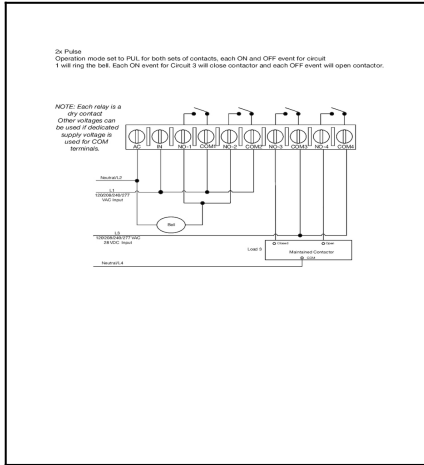 2x Pulse
Operation mode set to PUL for both sets of contacts, each ON and OFF event for circuit
1 will ring the bell. Each ON event for Circuit 3 will close contactor and each OFF event will open contactor.
NOTE: Each relay is a
dry contact
Other voltages can
be used if dedicated
supply voltage is
used for COM
terminals.
AC IN NO-1 COM1 NO-2 COM2 NO-3 COM3 NO-4 COM4
Neutral/L2
L1
120/208/240/277
VAC Input
Bell
L3
120/208/240/277 VAC
28 VDC Input
Load 3
Closed Open
Maintained Contactor
COM
Neutral/L4